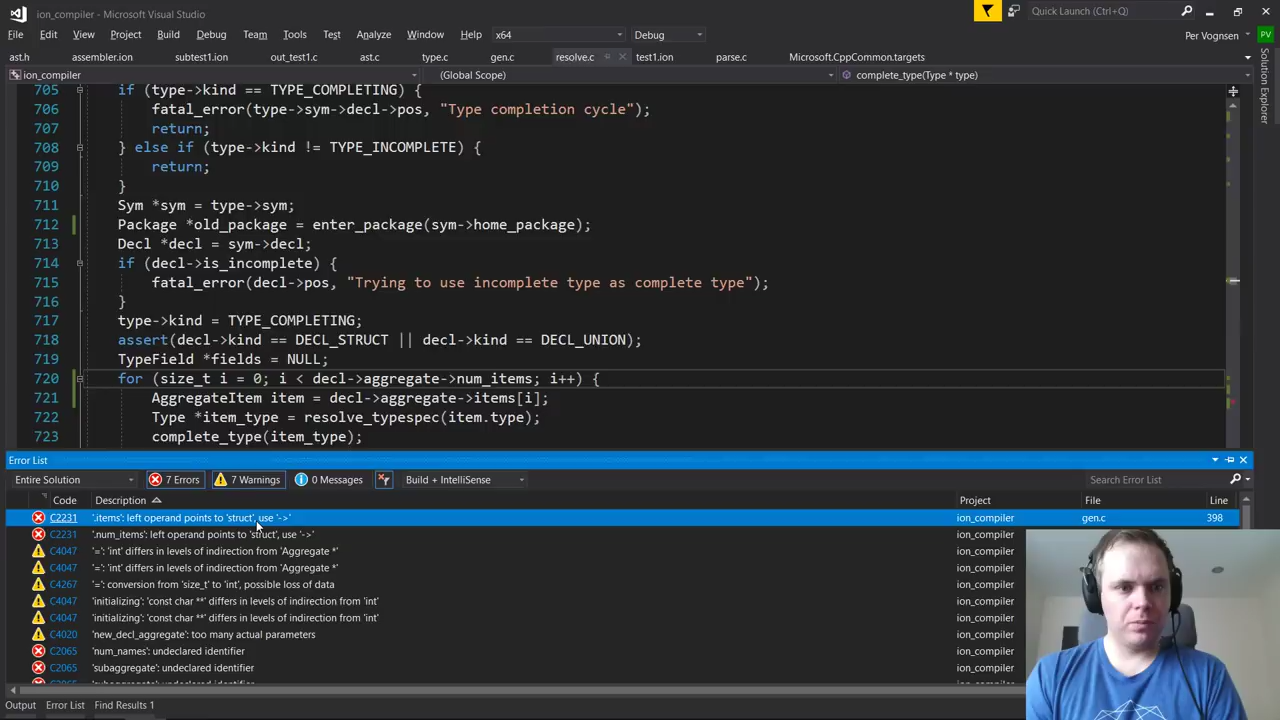 ion_compiler - Microsoft Visual Studio
Quick Launch (Ctrl+Q)
File Edit View Project Build Debug Team Tools Test Analyze Window Help x64 Debug
Per Vognsen PV
ast.h assembler.ion subtest1.ion out_test1.c ast.c type.c gen.c resolve.c test1.ion parse.c Microsoft.CppCommon.targets
ion_compiler (Global Scope) complete_type(Type * type)
Solution Explorer
705 if (type->kind == TYPE_COMPLETING) {
706 fatal_error(type->sym->decl->pos, "Type completion cycle");
707 return;
708 } else if (type->kind != TYPE_INCOMPLETE) {
709 return;
710 }
711 Sym *sym = type->sym;
712 Package *old_package = enter_package(sym->home_package);
713 Decl *decl = sym->decl;
714 if (decl->is_incomplete) {
715 fatal_error(decl->pos, "Trying to use incomplete type as complete type");
716 }
717 type->kind = TYPE_COMPLETING;
718 assert(decl->kind == DECL_STRUCT || decl->kind == DECL_UNION);
719 TypeField *fields = NULL;
720 for (size_t i = 0; i < decl->aggregate->num_items; i++) {
721 AggregateItem item = decl->aggregate->items[i];
722 Type *item_type = resolve_typespec(item.type);
723 complete_type(item_type);
Error List
Entire Solution 7 Errors 7 Warnings 0 Messages Build + IntelliSense Search Error List
Code Description Project File Line
C2231 '.items': left operand points to 'struct', use '->' ion_compiler gen.c 398
C2231 '.num_items': left operand points to 'struct', use '->' ion_compiler
C4047 '=': 'int' differs in levels of indirection from 'Aggregate *' ion_compiler
C4047 '=': 'int' differs in levels of indirection from 'Aggregate *' ion_compiler
C4267 '=': conversion from 'size_t' to 'int', possible loss of data ion_compiler
C4047 'initializing': 'const char **' differs in levels of indirection from 'int' ion_compiler
C4047 'initializing': 'const char **' differs in levels of indirection from 'int' ion_compiler
C4020 'new_decl_aggregate': too many actual parameters ion_compiler
C2065 'num_names': undeclared identifier ion_compiler
C2065 'subaggregate': undeclared identifier ion_compiler
Output Error List Find Results 1